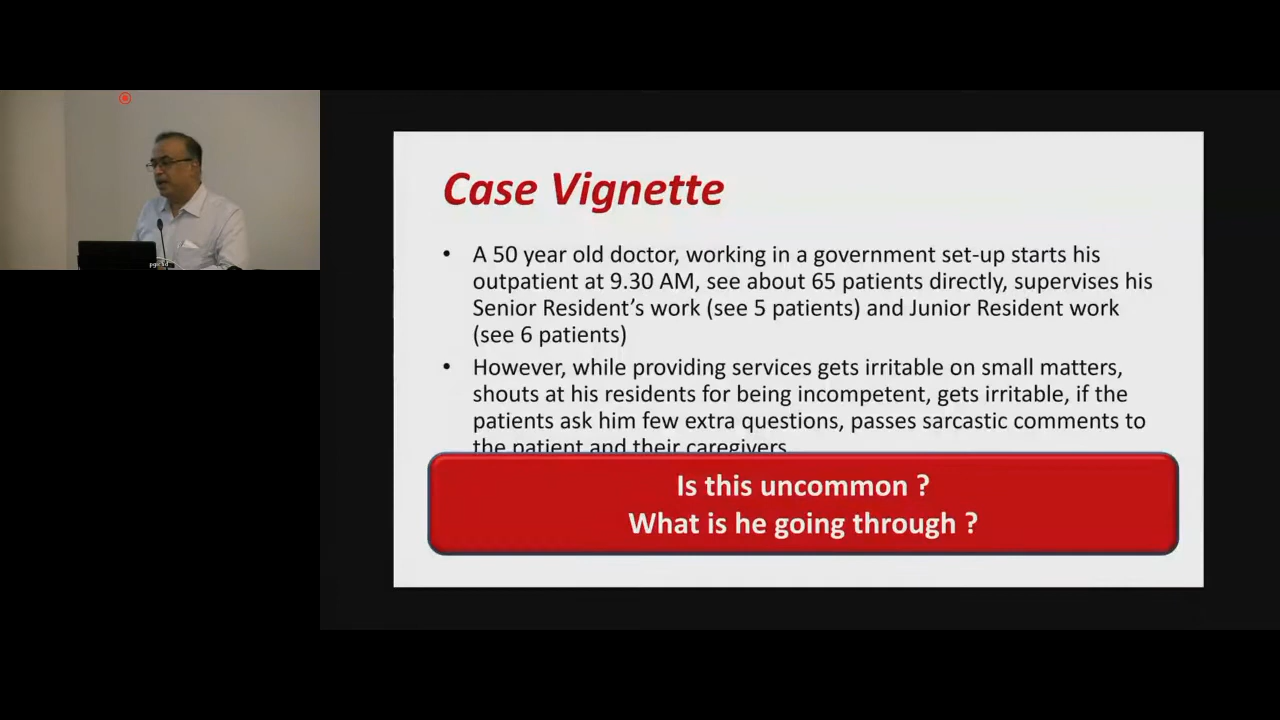 Case Vignette
• A 50 year old doctor, working in a government set-up starts his
outpatient at 9.30 AM, see about 65 patients directly, supervises his
Senior Resident's work (see 5 patients) and Junior Resident work
(see 6 patients)
• However, while providing services gets irritable on small matters,
shouts at his residents for being incompetent, gets irritable, if the
patients ask him few extra questions, passes sarcastic comments to
the patient and their caregivers
Is this uncommon ?
What is he going through ?